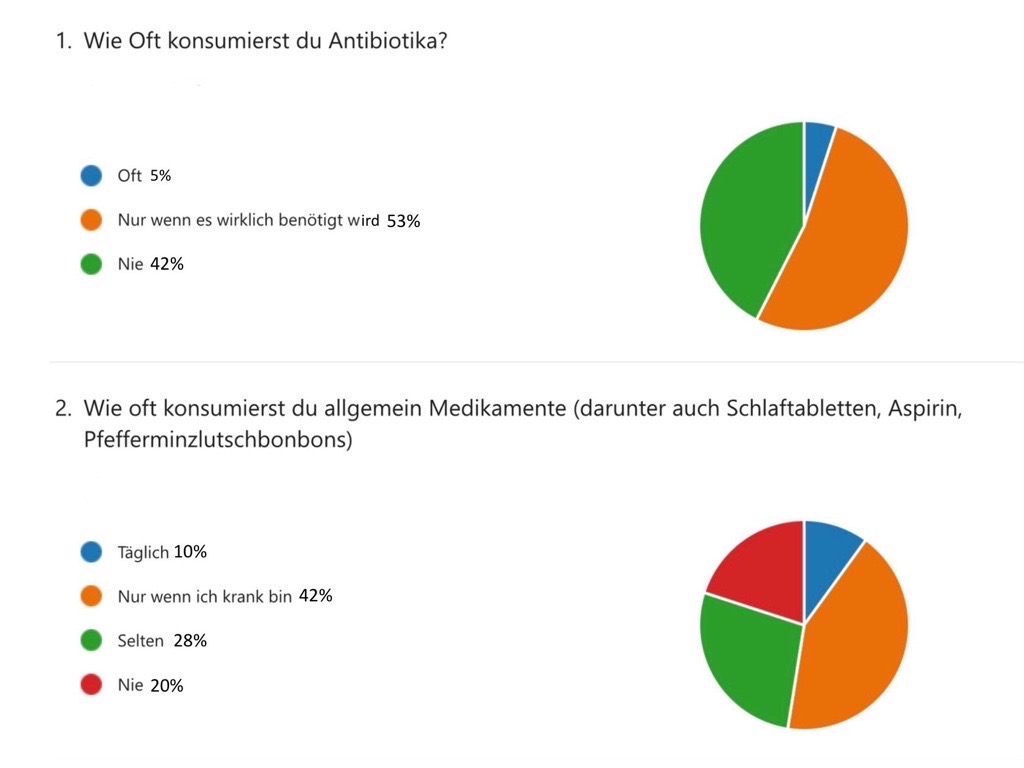 1. Wie Oft konsumierst du Antibiotika?
Oft 5%
Nur wenn es wirklich benötigt wird 53%
Nie 42%
2. Wie oft konsumierst du allgemein Medikamente (darunter auch Schlaftabletten, Aspirin,
Pfefferminzlutschbonbons)
Täglich 10%
Nur wenn ich krank bin 42%
Selten 28%
Nie 20%